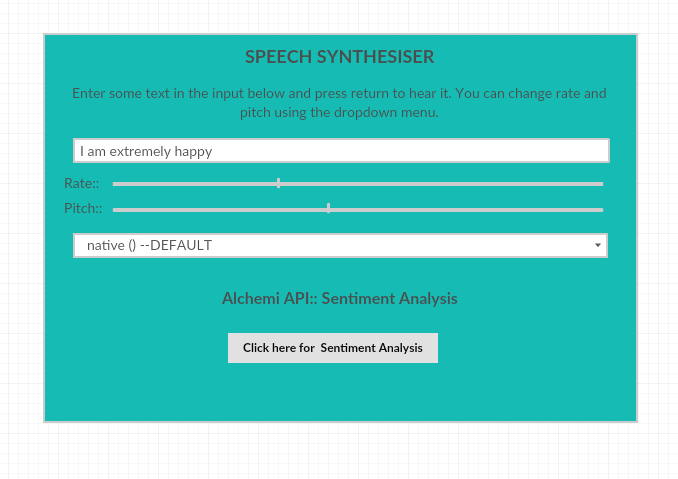 SPEECH SYNTHESISER
Enter some text in the input below and press return to hear it. You can change rate and
pitch using the dropdown menu.
I am extremely happy
Rate::
Pitch::
native () --DEFAULT
Alchemi API:: Sentiment Analysis
Click here for  Sentiment Analysis